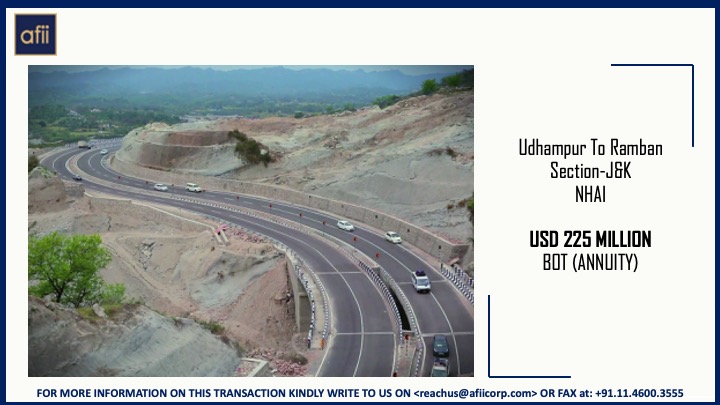 afii
Udhampur To Ramban
Section-J&K
NHAI
USD 225 MILLION
BOT (ANNUITY)
FOR MORE INFORMATION ON THIS TRANSACTION KINDLY WRITE TO US ON <reachus@afiicorp.com> OR FAX at: +91.11.4600.3555